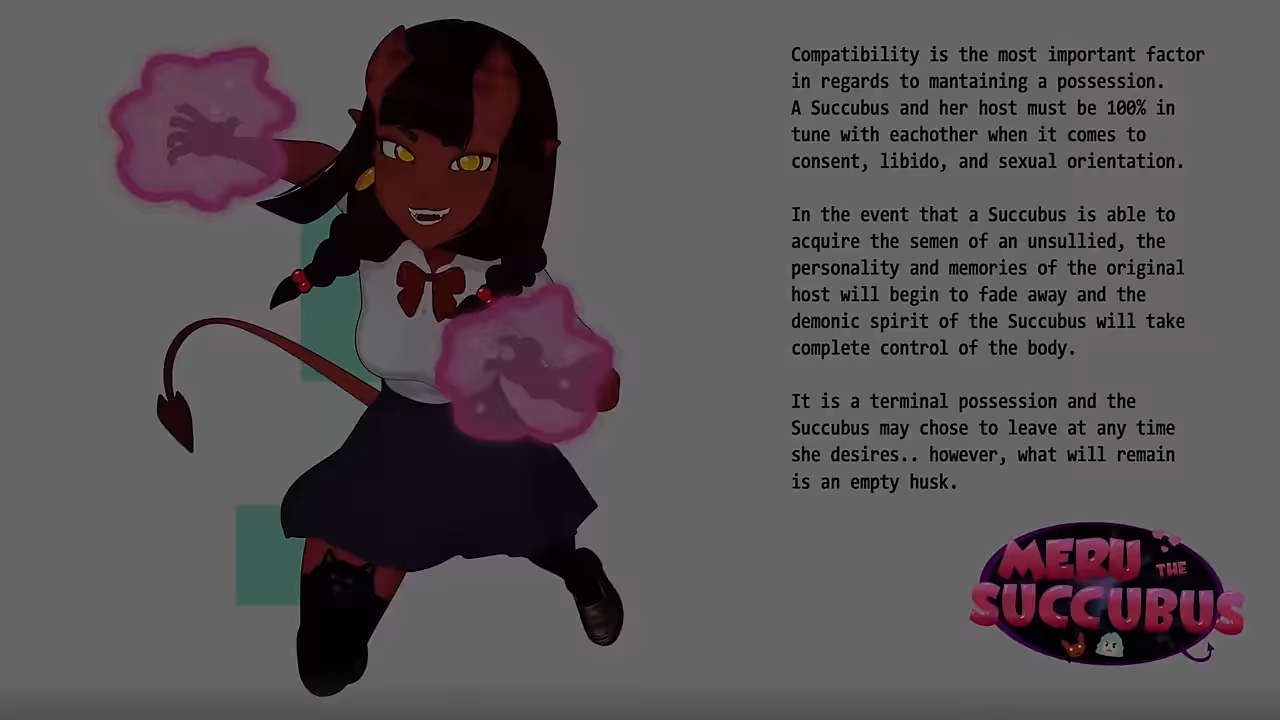 Compatibility is the most important factor
in regards to mantaining a possession.
A Succubus and her host must be 100% in
tune with eachother when it comes to
consent, libido, and sexual orientation.
In the event that a Succubus is able to
acquire the semen of an unsullied, the
personality and memories of the original
host will begin to fade away and the
demonic spirit of the Succubus will take
complete control of the body.
It is a terminal possession and the
Succubus may chose to leave at any time
she desires.. however, what will remain
is an empty husk.
MERU THE
SUCCUBUS